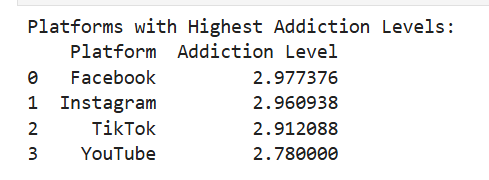 Platforms with Highest Addiction Levels:
Platform Addiction Level
0 Facebook 2.977376
1 Instagram 2.960938
2 TikTok 2.912088
3 YouTube 2.780000